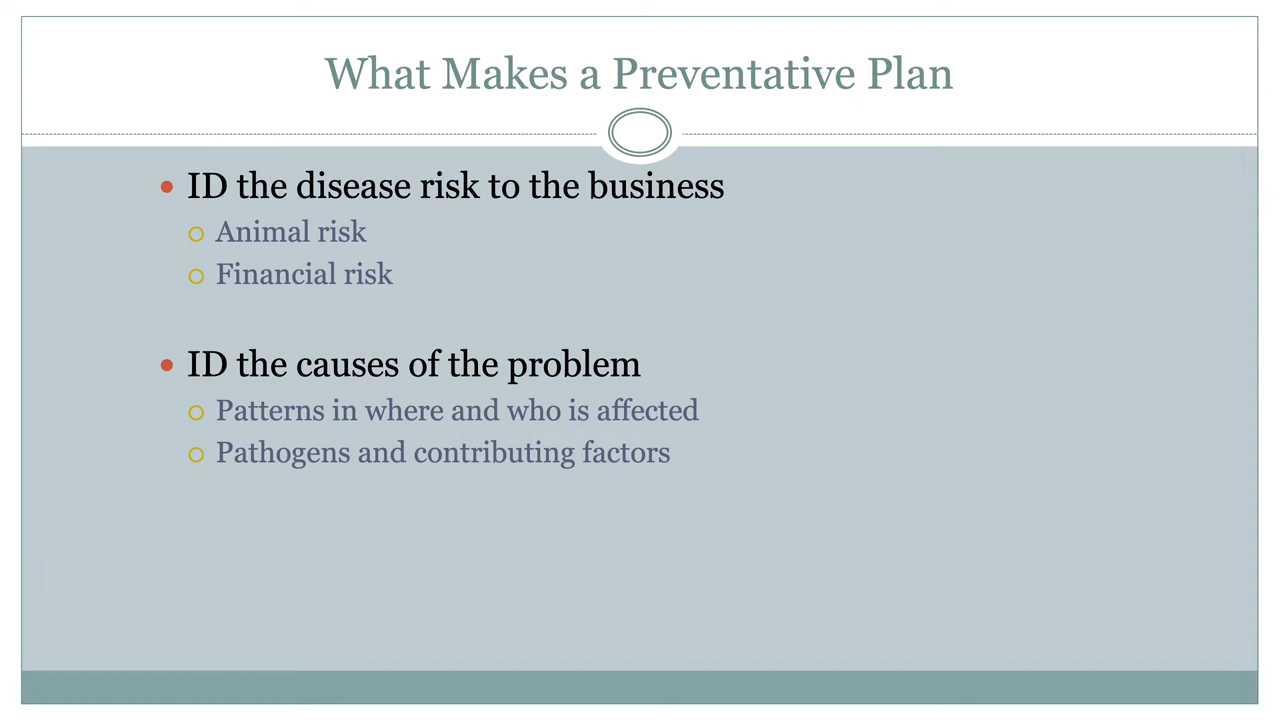 What Makes a Preventative Plan
ID the disease risk to the business
Animal risk
Financial risk
ID the causes of the problem
Patterns in where and who is affected
Pathogens and contributing factors